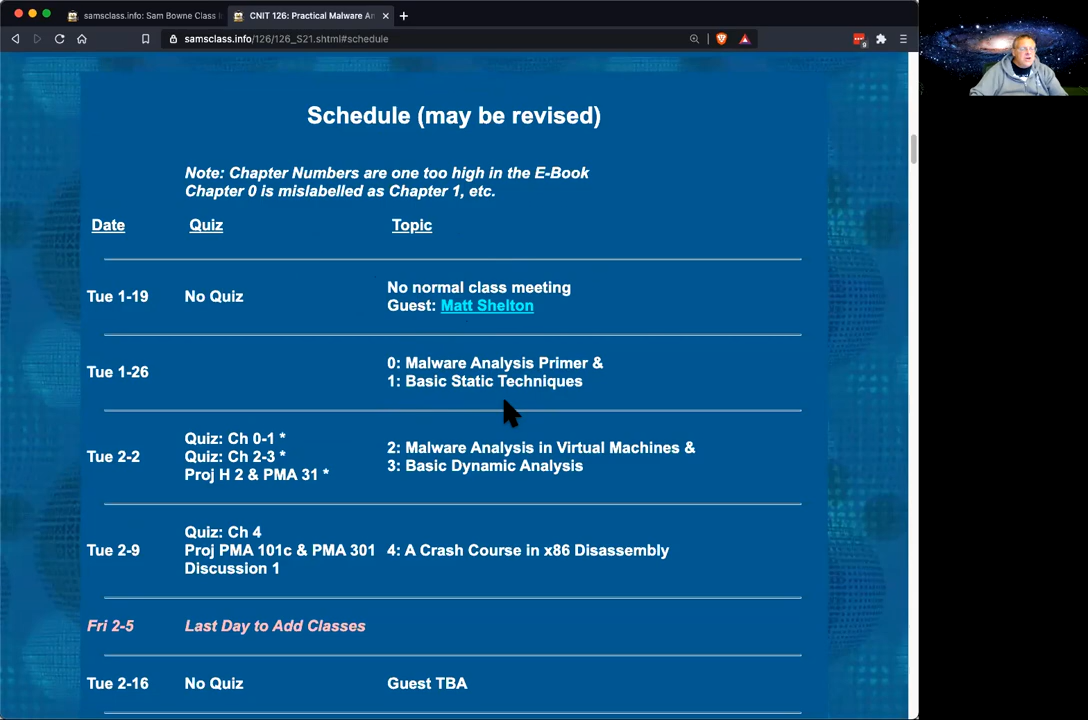 samsclass.info: Sam Bowne Class I
CNIT 126: Practical Malware An
samsclass.info/126/126_S21.shtml#schedule
Schedule (may be revised)
Note: Chapter Numbers are one too high in the E-Book
Chapter 0 is mislabelled as Chapter 1, etc.
Date Quiz Topic
Tue 1-19 No Quiz No normal class meeting
Guest: Matt Shelton
Tue 1-26 0: Malware Analysis Primer &
1: Basic Static Techniques
Tue 2-2 Quiz: Ch 0-1 *
Quiz: Ch 2-3 *
Proj H 2 & PMA 31 *
2: Malware Analysis in Virtual Machines &
3: Basic Dynamic Analysis
Tue 2-9 Quiz: Ch 4
Proj PMA 101c & PMA 301
Discussion 1
4: A Crash Course in x86 Disassembly
Fri 2-5 Last Day to Add Classes
Tue 2-16 No Quiz Guest TBA